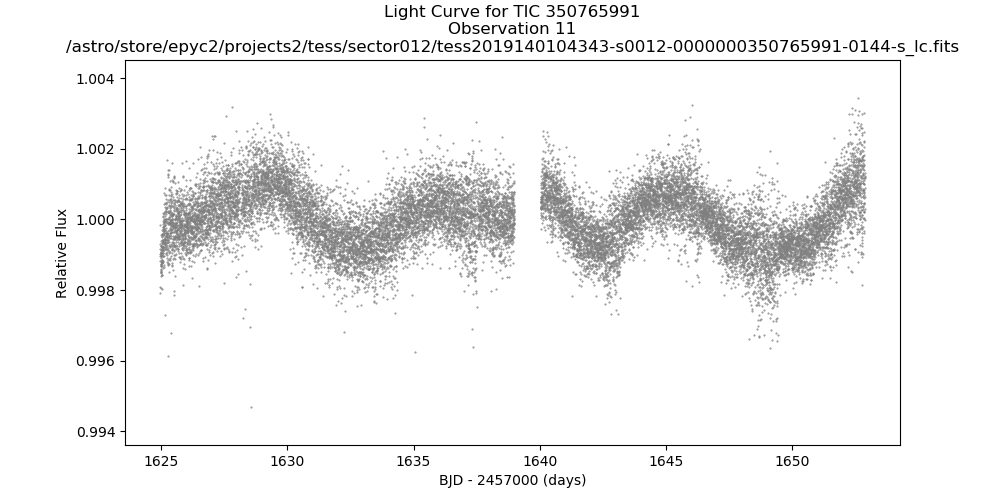 Light Curve for TIC 350765991
Observation 11
/astro/store/epyc2/projects2/tess/sector012/tess2019140104343-s0012-0000000350765991-0144-s_lc.fits
1.004
1.002
1.000
0.998
0.996
0.994
Relative Flux
1625
1630
1635
1640
1645
1650
BJD - 2457000 (days)